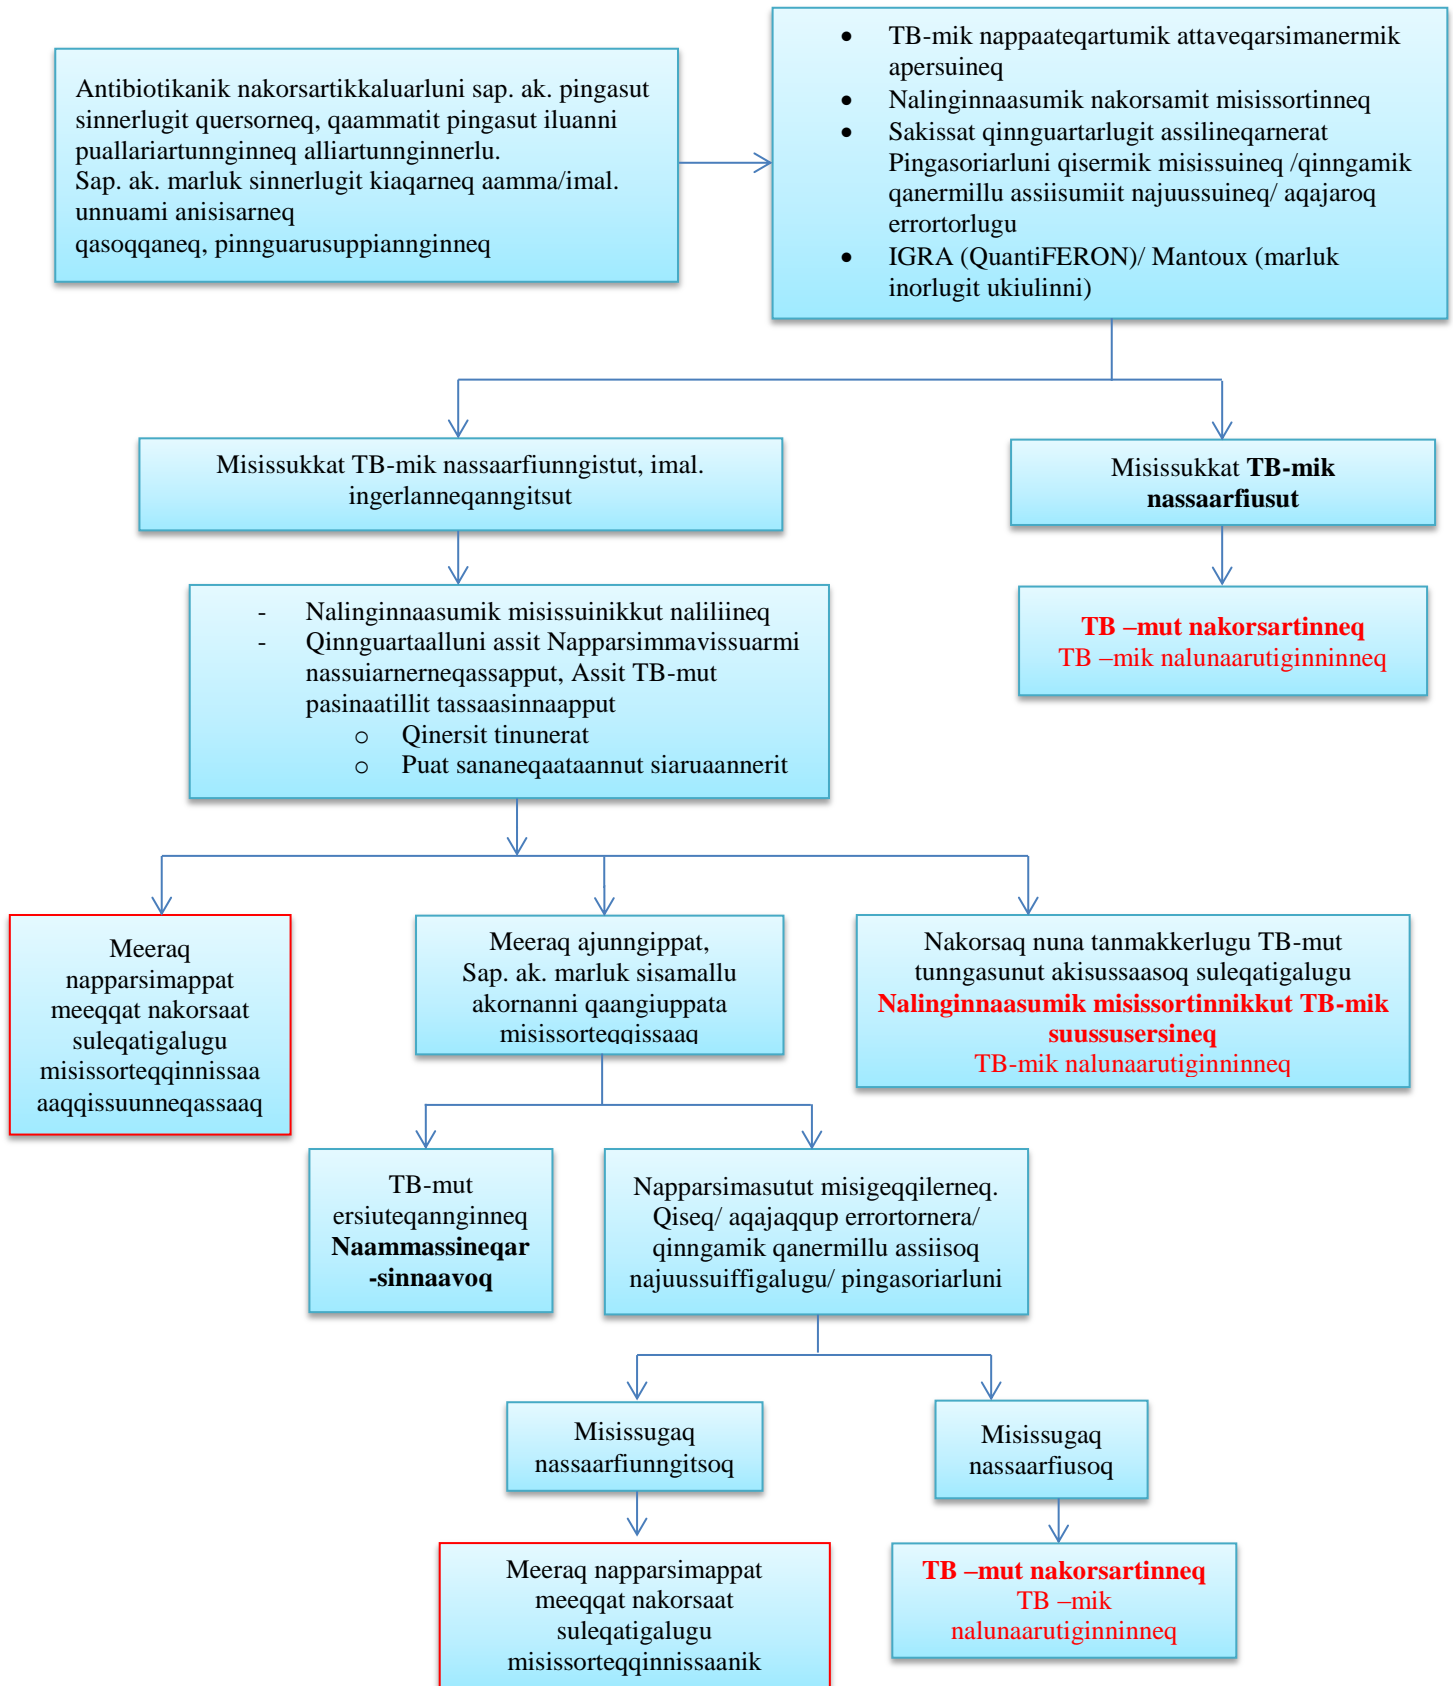 Antibiotikanik nakorsartikkaluarluni sap. ak. pingasut
sinnerlugit quersorneq, qaammatit pingasut iluanni
puallariartunnginneq alliartunnginnerlu.
Sap. ak. marluk sinnerlugit kiaqarneq aamma/imal.
unnuami anisisarneq
qasoqqaneq, pinnguarusuppiannginneq
• TB-mik nappaateqartumik attaveqarsimanermik
apersuineq
• Nalinginnaasumik nakorsamit misissortinneq
• Sakissat qinnguartarlugit assilineqarnerat
Pingasoriarluni qisermik misissuineq /qinngamik
qanermillu assiisumiit najuussuineq/ aqajaroq
errortorlugu
• IGRA (QuantiFERON)/ Mantoux (marluk
inorlugit ukiulinni)
Misissukkat TB-mik nassaarfiunngistut, imal.
ingerlanneqanngitsut
Misissukkat TB-mik
nassaarfiusut
- Nalinginnaasumik misissuinikkut naliliineq
- Qinnguartaalluni assit Napparsimmavissuarmi
nassuiarnerneqassapput, Assit TB-mut
pasinaatillit tassaasinnaapput
o Qinersit tinunerat
o Puat sananeqaataannut siaruaannerit
TB –mut nakorsartinneq
TB –mik nalunaarutiginninneq
Meeraq
napparsimappat
meeqqat nakorsaat
suleqatigalugu
misissorteqqinnissaa
aaqqissuunneqassaaq
Meeraq ajunngippat,
Sap. ak. marluk sisamallu
akornanni qaangiuppata
misissorteqqissaaq
Nakorsaq nuna tanmakkerlugu TB-mut
tunngasunut akisussaasoq suleqatigalugu
Nalinginnaasumik misissortinnikkut TB-mik
suussusersineq
TB-mik nalunaarutiginninneq
TB-mut
ersiuteqannginneq
Naammassineqar
-sinnaavoq
Napparsimasutut misigeqqilerneq.
Qiseq/ aqajaqqup errortornera/
qinngamik qanermillu assiisoq
najuussuiffigalugu/ pingasoriarluni
Misissugaq
nassaarfiunngitsoq
Misissugaq
nassaarfiusoq
Meeraq napparsimappat
meeqqat nakorsaat
suleqatigalugu
misissorteqqinnissaanik
TB –mut nakorsartinneq
TB –mik
nalunaarutiginninneq